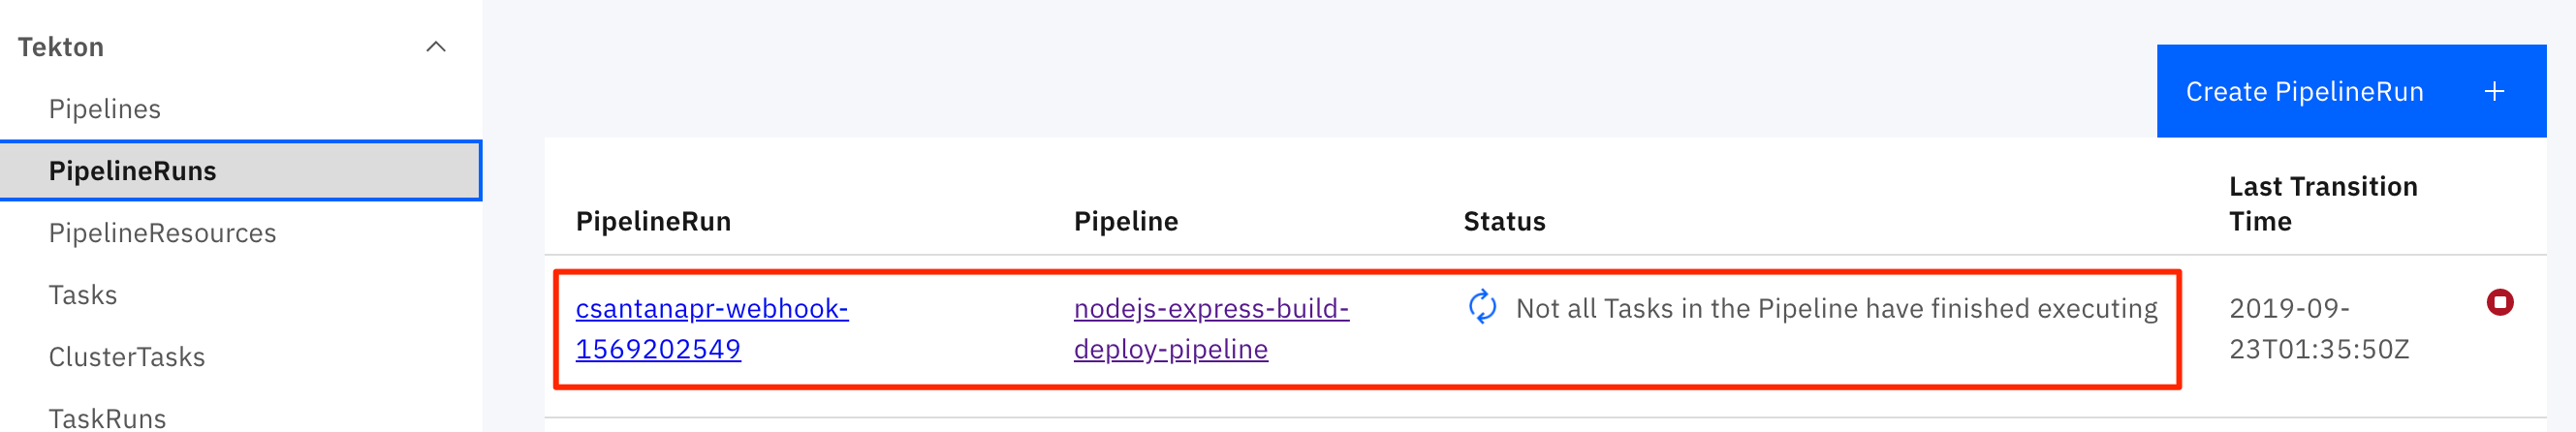 Tekton
Pipelines
PipelineRuns
PipelineResources
Tasks
ClusterTasks
TaskRuns
Create PipelineRun
PipelineRun
Pipeline
Status
Last Transition
Time
csantanapr-webhook-
1569202549
nodejs-express-build-
deploy-pipeline
Not all Tasks in the Pipeline have finished executing
2019-09-
23T01:35:50Z